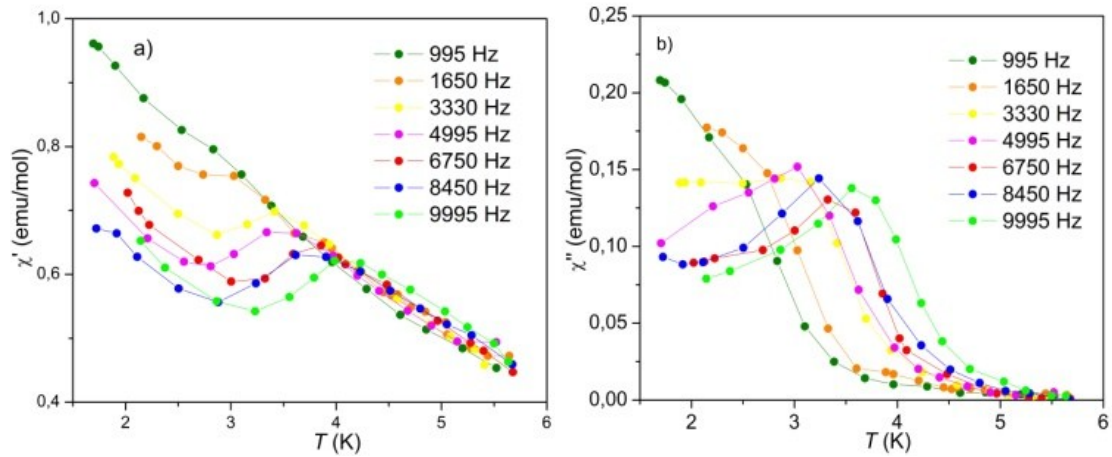 a)
995 Hz
1650 Hz
3330 Hz
4995 Hz
6750 Hz
8450 Hz
9995 Hz
χ' (emu/mol)
1,0
0,8
0,6
0,4
2 3 4 5 6
T (K)
b)
995 Hz
1650 Hz
3330 Hz
4995 Hz
6750 Hz
8450 Hz
9995 Hz
χ'' (emu/mol)
0,25
0,20
0,15
0,10
0,05
0,00
2 3 4 5 6
T (K)